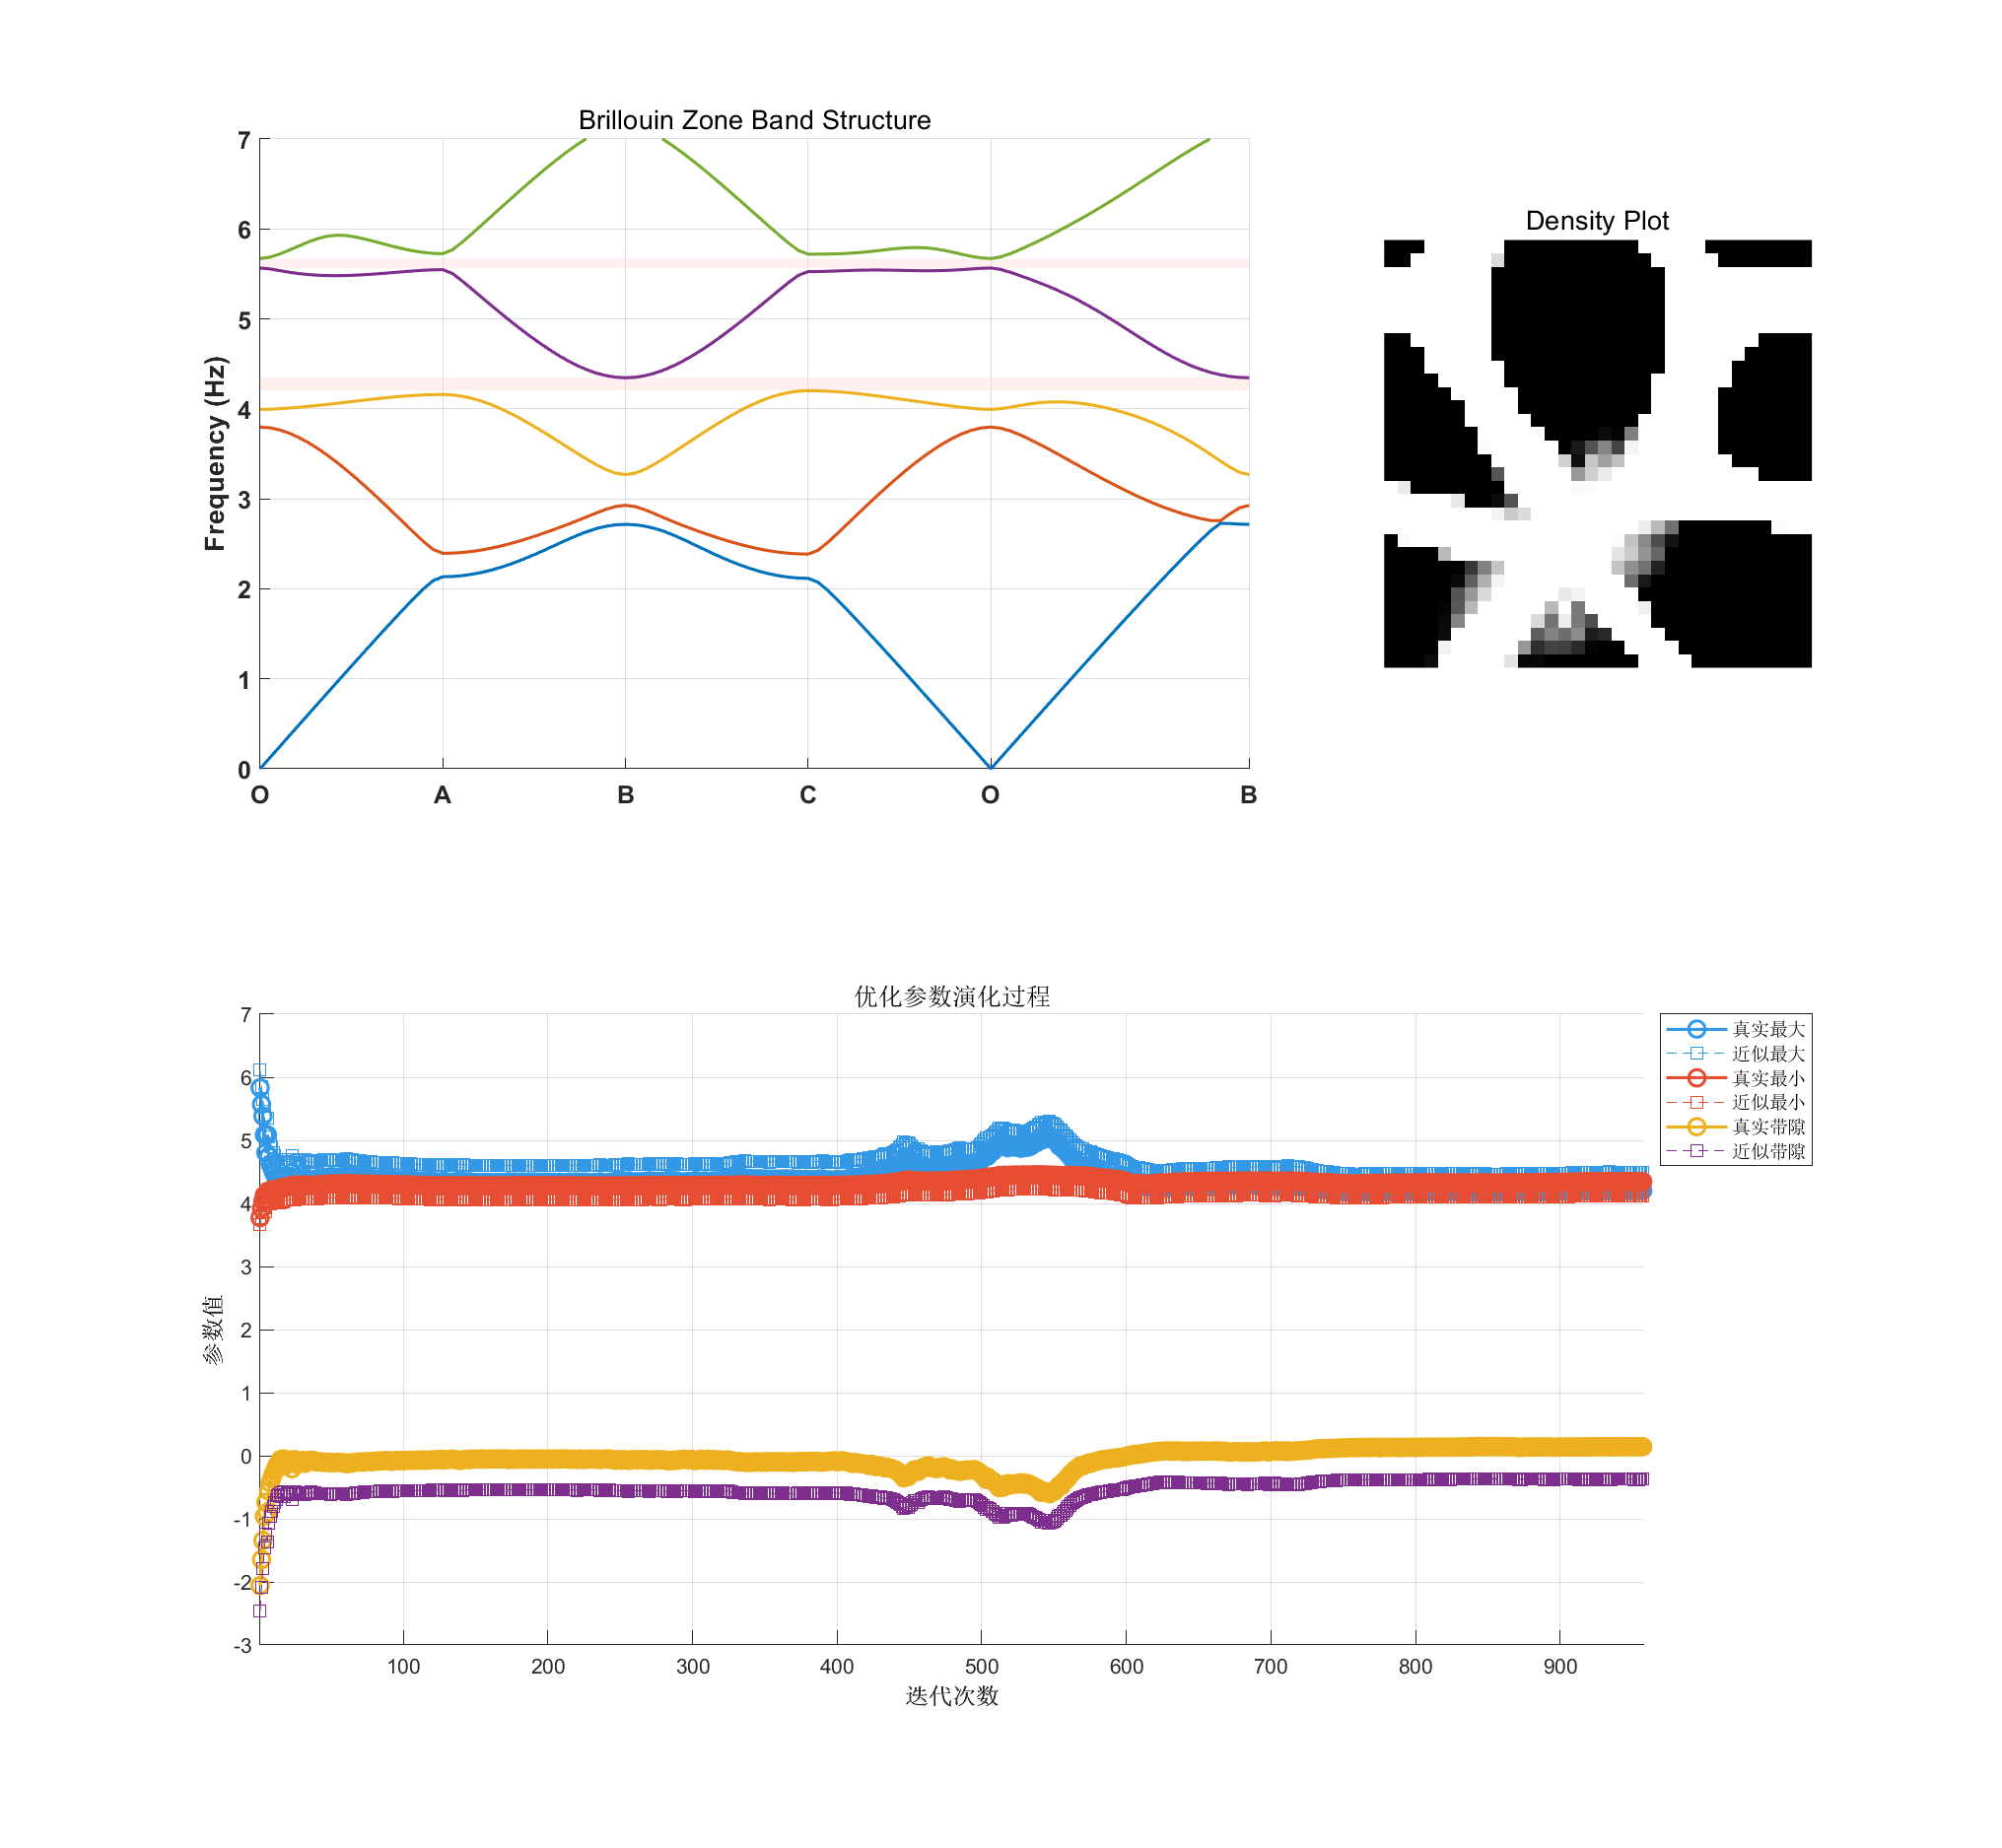 Brillouin Zone Band Structure
7
6
5
4
3
2
1
0
Frequency (Hz)
O A B C O B
Density Plot
优化参数演化过程
7
6
5
4
3
2
1
0
-1
-2
-3
参数值
100 200 300 400 500 600 700 800 900
迭代次数
真实最大
近似最大
真实最小
近似最小
真实带隙
近似带隙